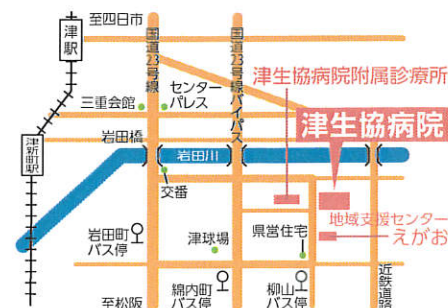 至四日市
津駅
国道23号線
国道23号線バイパス
津生協病院附属診療所
センター
パレス
三重会館
津生協病院
岩田橋
津新町駅
岩田川
交番
地域支援センター
えがお
岩田町
バス停
津球場
県営住宅
近鉄道路
至松阪
綿内町
バス停
柳山
バス停